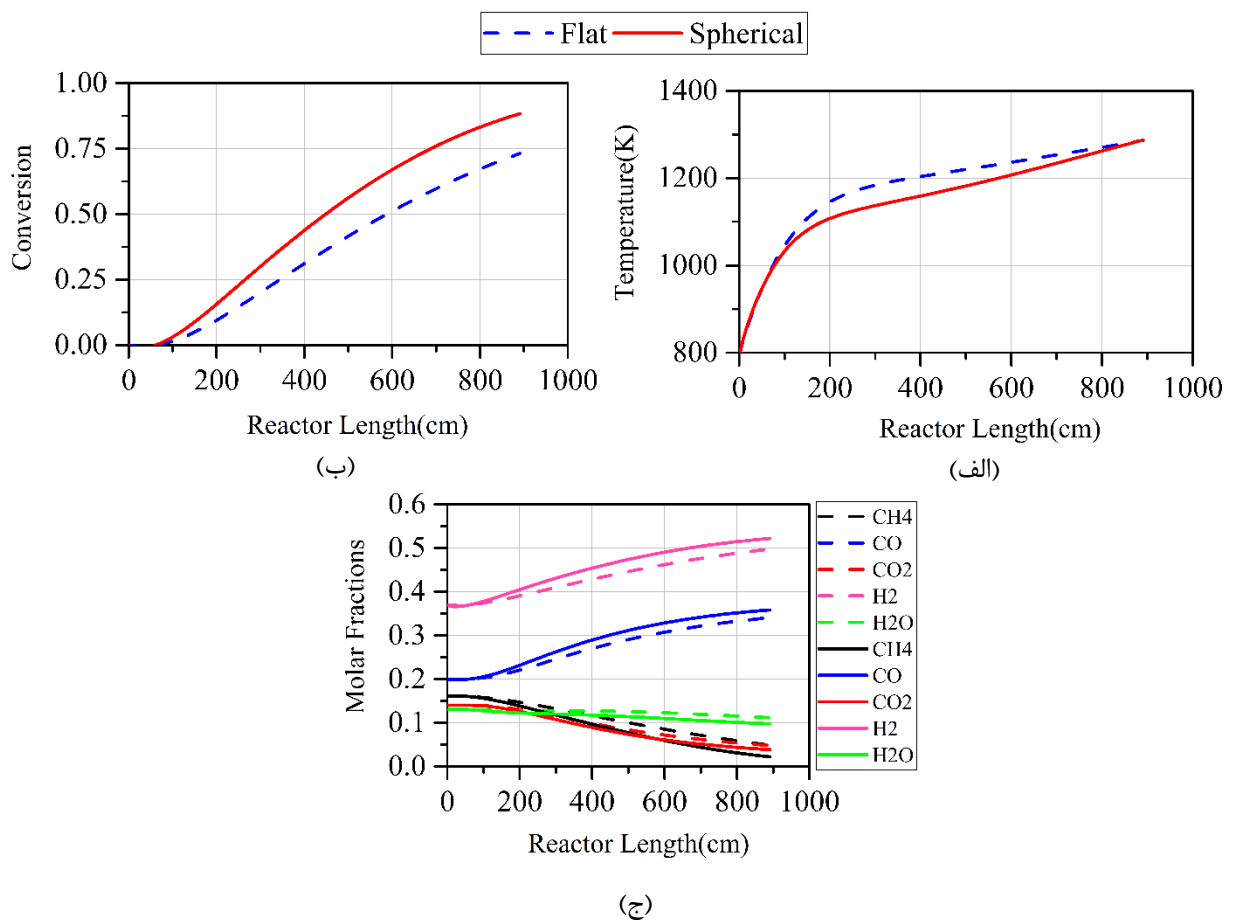 Flat Spherical
1.00
0.75
0.50
0.25
0.00
Conversion
0 200 400 600 800 1000
Reactor Length(cm)
(ب)
1400
1200
1000
800
Temperature(K)
0 200 400 600 800 1000
Reactor Length(cm)
(الف)
0.6
0.5
0.4
0.3
0.2
0.1
0.0
Molar Fractions
0 200 400 600 800 1000
Reactor Length(cm)
CH4
CO
CO2
H2
H2O
CH4
CO
CO2
H2
H2O
(ج)